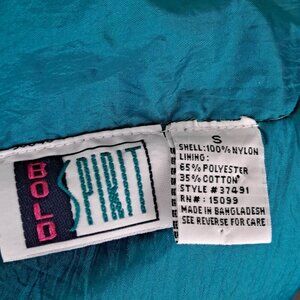 BOLD
SPIRIT
S
SHELL:100% NYLON
LINING:
65% POLYESTER
35% COTTON
STYLE #37491
RN# : 15099
MADE IN BANGLADESH
SEE REVERSE FOR CARE